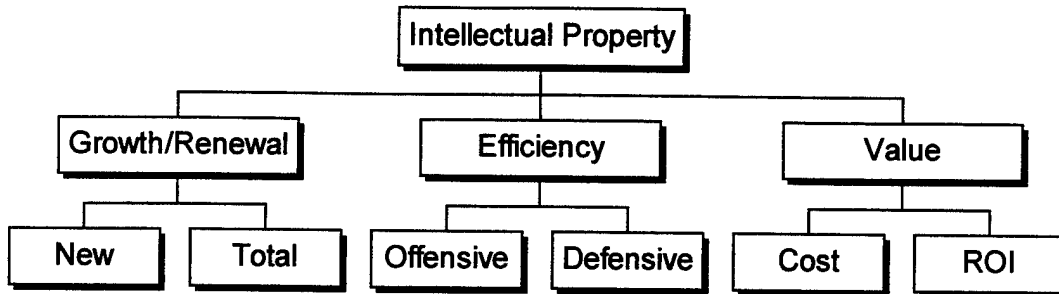 Intellectual Property
Growth/Renewal
Efficiency
Value
New
Total
Offensive
Defensive
Cost
ROI